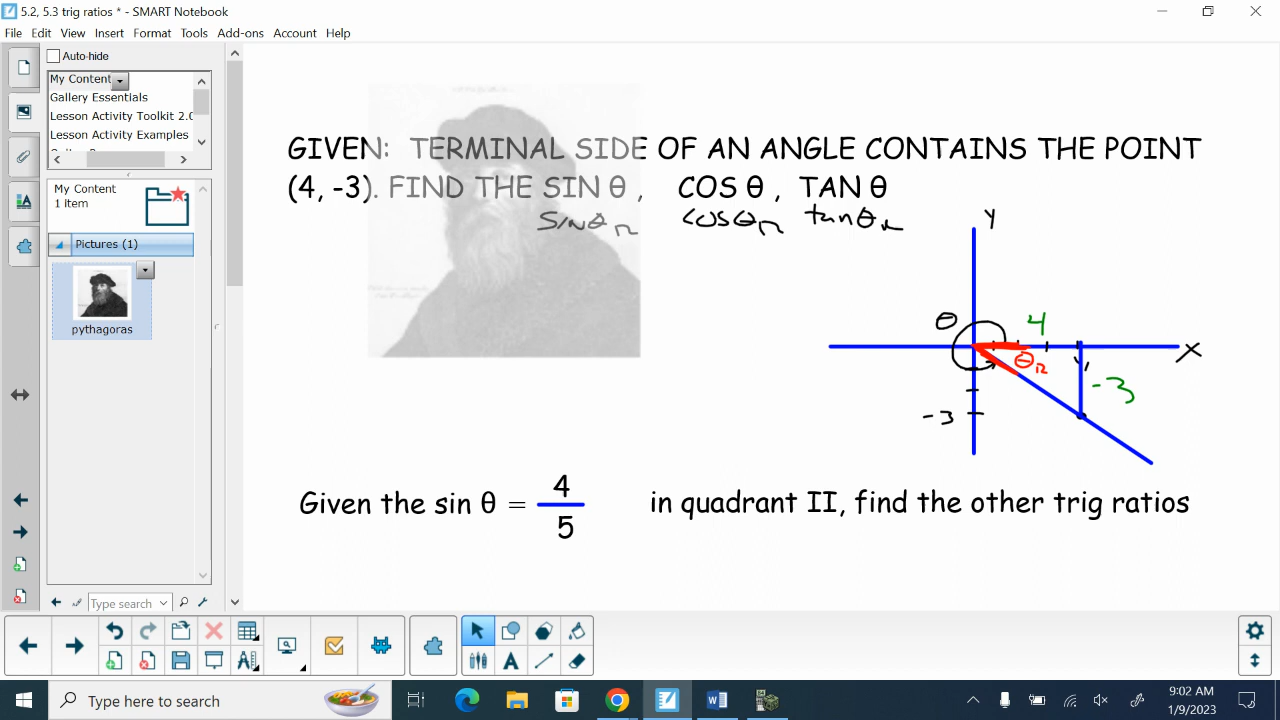 5.2, 5.3 trig ratios * - SMART Notebook
File Edit View Insert Format Tools Add-ons Account Help
Auto-hide
My Content
Gallery Essentials
Lesson Activity Toolkit 2.0
Lesson Activity Examples
My Content
1 item
Pictures (1)
pythagoras
Type search
GIVEN: TERMINAL SIDE OF AN ANGLE CONTAINS THE POINT
(4, -3). FIND THE SIN θ , COS θ , TAN θ
sinθR cosθR tanθR
Y
θ
4
X
θR
-3
-3
Given the sin θ = 4/5 in quadrant II, find the other trig ratios
Type here to search
9:02 AM
1/9/2023